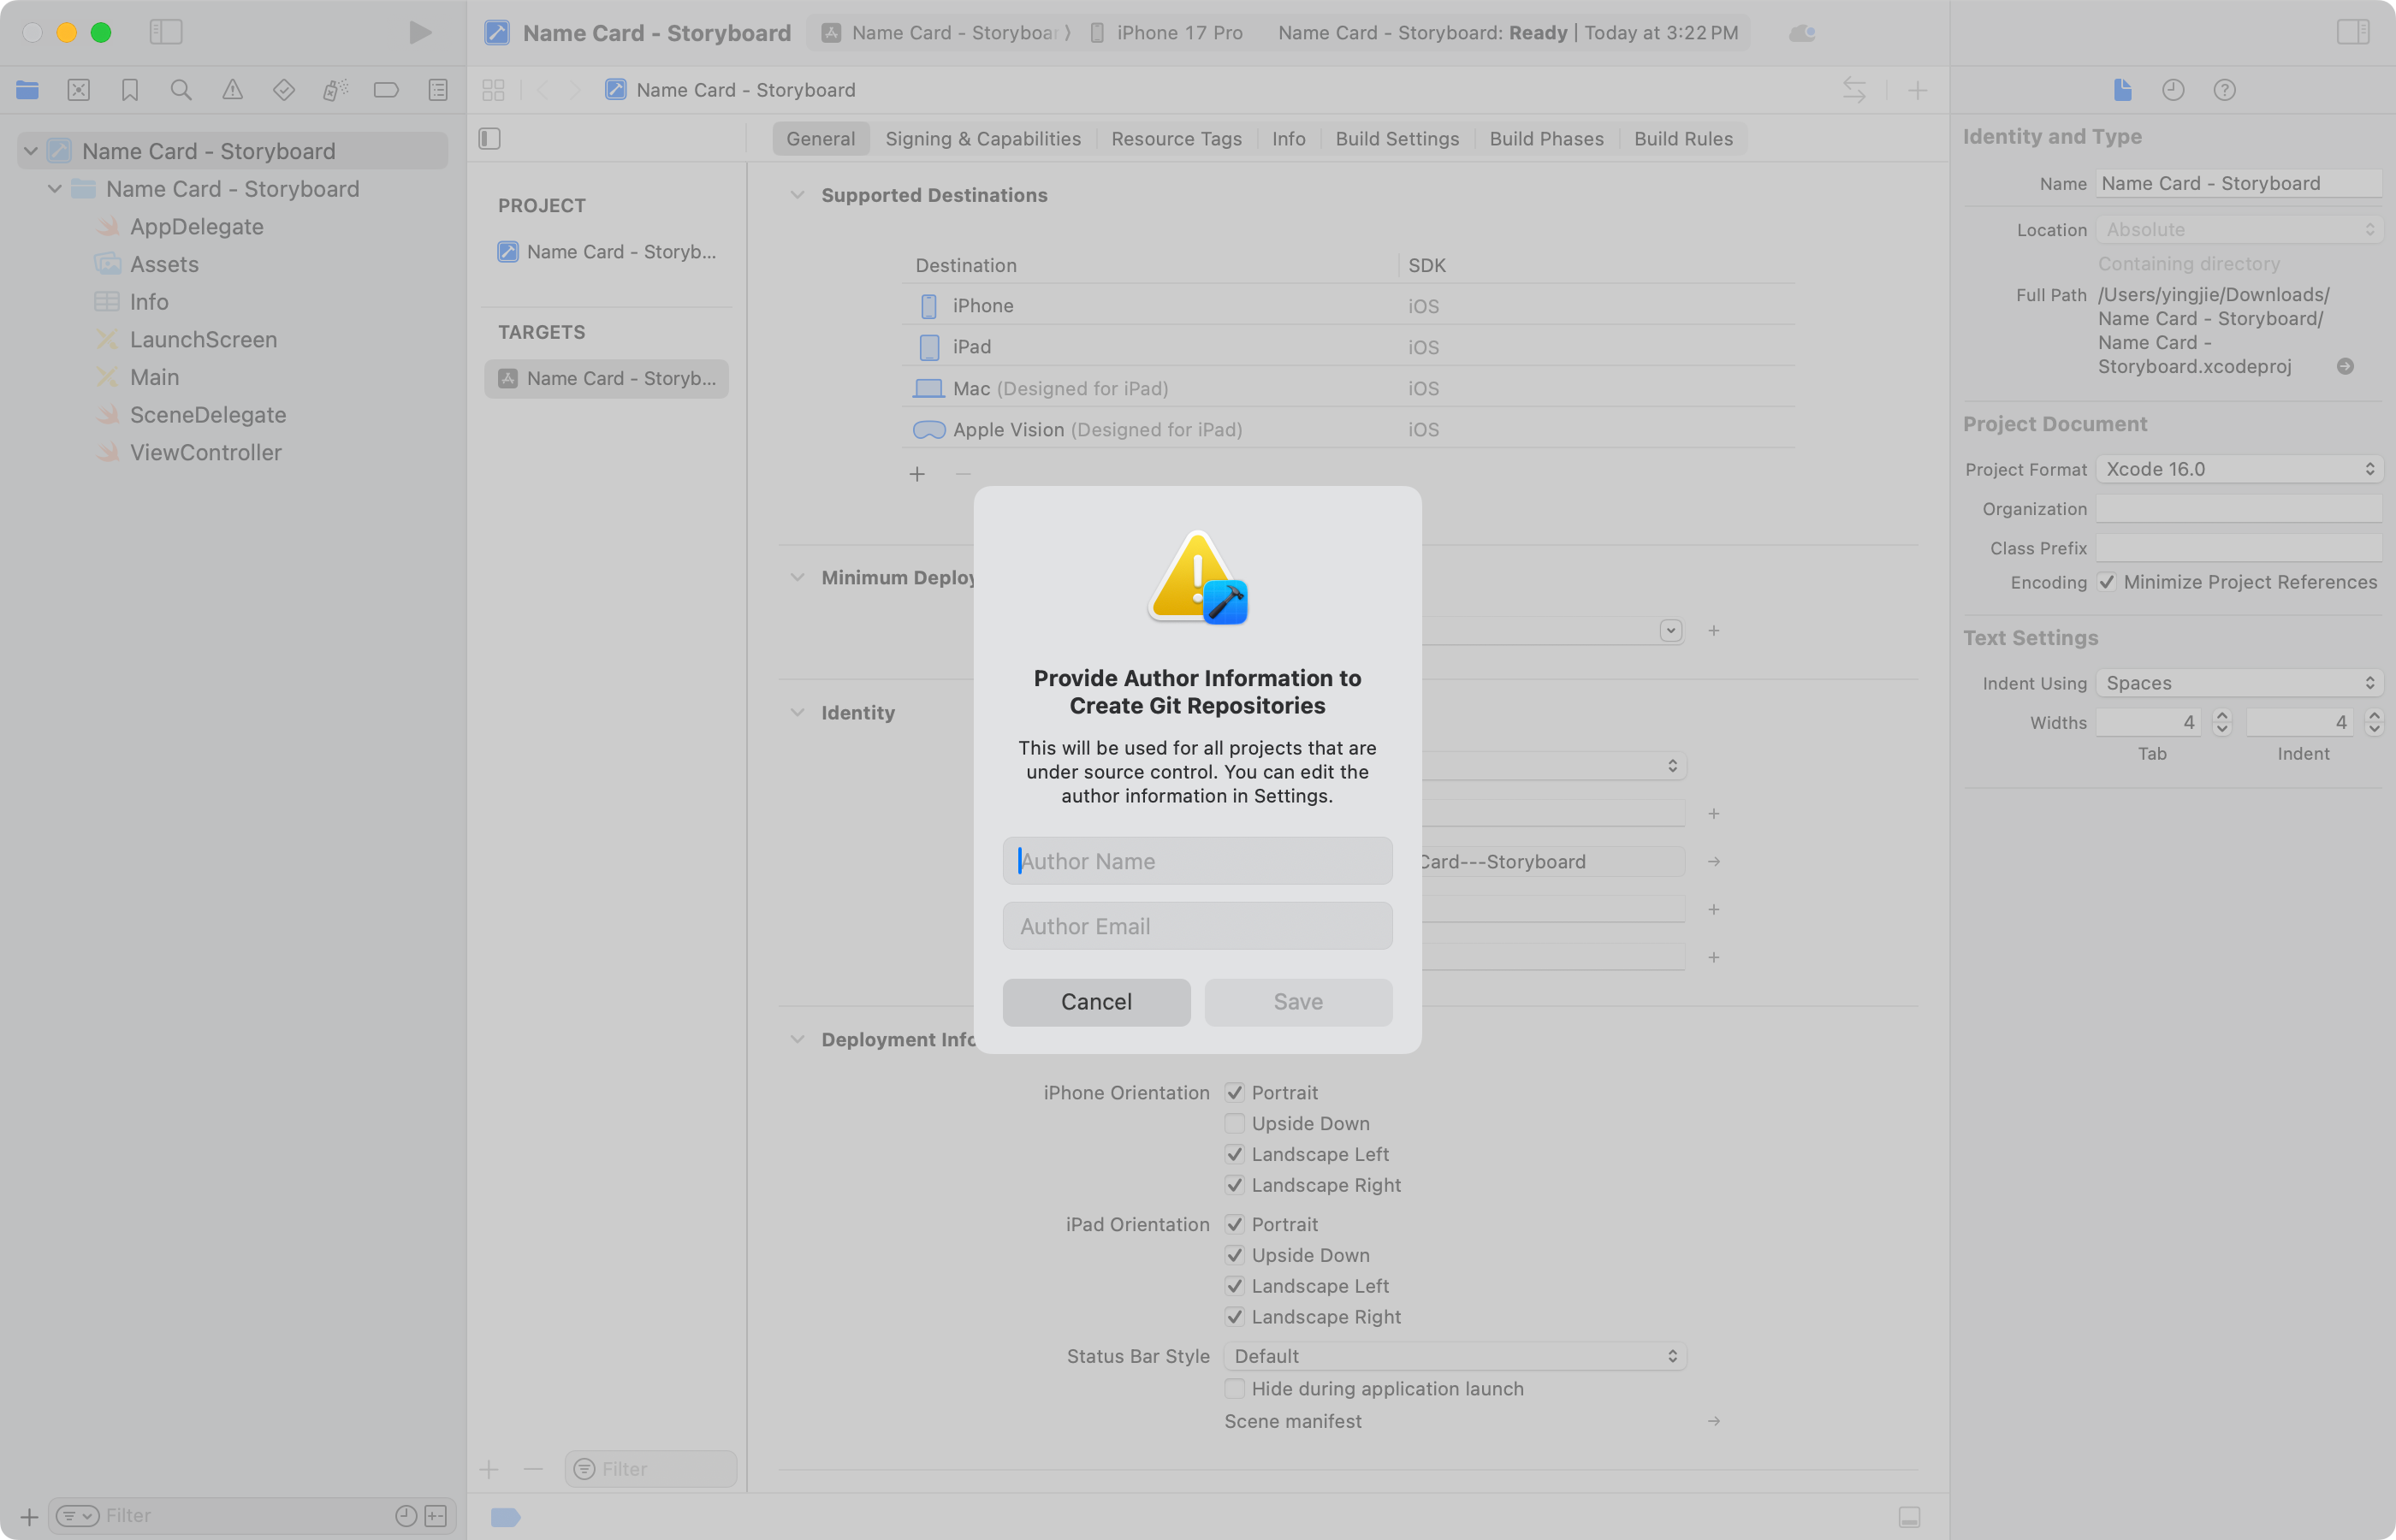 Name Card - Storyboard
Name Card - Storyboar
iPhone 17 Pro
Name Card - Storyboard: Ready | Today at 3:22 PM
Name Card - Storyboard
Name Card - Storyboard
Name Card - Storyboard
AppDelegate
Assets
Info
LaunchScreen
Main
SceneDelegate
ViewController
Filter
General
Signing & Capabilities
Resource Tags
Info
Build Settings
Build Phases
Build Rules
PROJECT
Name Card - Storyb...
TARGETS
Name Card - Storyb...
Filter
Supported Destinations
Destination
SDK
iPhone
iOS
iPad
iOS
Mac (Designed for iPad)
iOS
Apple Vision (Designed for iPad)
iOS
Minimum Deploy
Identity
Card---Storyboard
Provide Author Information to
Create Git Repositories
This will be used for all projects that are
under source control. You can edit the
author information in Settings.
Author Name
Author Email
Cancel
Save
Deployment Info
iPhone Orientation
Portrait
Upside Down
Landscape Left
Landscape Right
iPad Orientation
Portrait
Upside Down
Landscape Left
Landscape Right
Status Bar Style
Default
Hide during application launch
Scene manifest
Identity and Type
Name
Name Card - Storyboard
Location
Absolute
Containing directory
Full Path
/Users/yingjie/Downloads/
Name Card - Storyboard/
Name Card -
Storyboard.xcodeproj
Project Document
Project Format
Xcode 16.0
Organization
Class Prefix
Encoding
Minimize Project References
Text Settings
Indent Using
Spaces
Widths
4
4
Tab
Indent